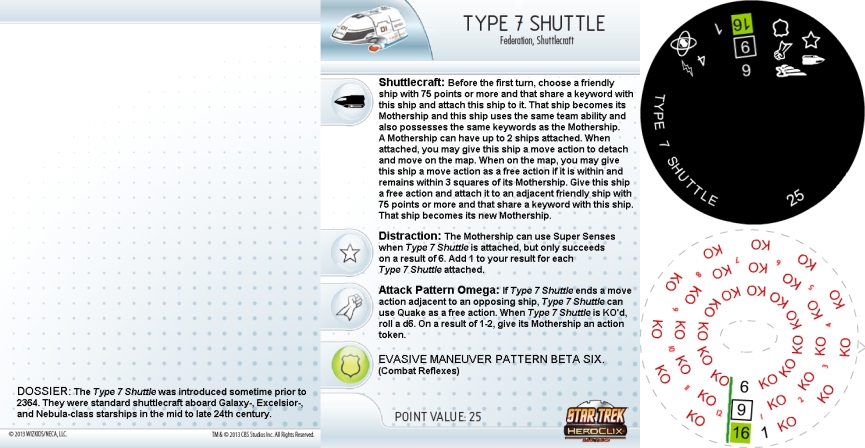 TYPE 7 SHUTTLE
Federation, Shuttlecraft
Shuttlecraft: Before the first turn, choose a friendly
ship with 75 points or more and that share a keyword with
this ship and attach this ship to it. That ship becomes its
Mothership and this ship uses the same team ability and
also possesses the same keywords as the Mothership.
A Mothership can have up to 2 ships attached. When
attached, you may give this ship a move action to detach
and move on the map. When on the map, you may give
this ship a move action as a free action if it is within and
remains within 3 squares of its Mothership. Give this ship
a free action and attach it to an adjacent friendly ship with
75 points or more and that share a keyword with this ship.
That ship becomes its new Mothership.
Distraction: The Mothership can use Super Senses
when Type 7 Shuttle is attached, but only succeeds
on a result of 6. Add 1 to your result for each
Type 7 Shuttle attached.
Attack Pattern Omega: If Type 7 Shuttle ends a move
action adjacent to an opposing ship, Type 7 Shuttle can
use Quake as a free action. When Type 7 Shuttle is KO'd,
roll a d6. On a result of 1-2, give its Mothership an action
token.
EVASIVE MANEUVER PATTERN BETA SIX.
(Combat Reflexes)
POINT VALUE: 25
STAR TREK
HEROCLIX
DOSSIER: The Type 7 Shuttle was introduced sometime prior to
2364. They were standard shuttlecraft aboard Galaxy-, Excelsior-,
and Nebula-class starships in the mid to late 24th century.
© 2013 WIZKIDS/NECA, LLC.
TM & © 2013 CBS Studios Inc. All Rights Reserved.
1
16
9
6
4
TYPE 7 SHUTTLE
25
KO
KO
KO
KO
KO
KO
KO
KO
KO
KO
KO
KO
6
9
16
1